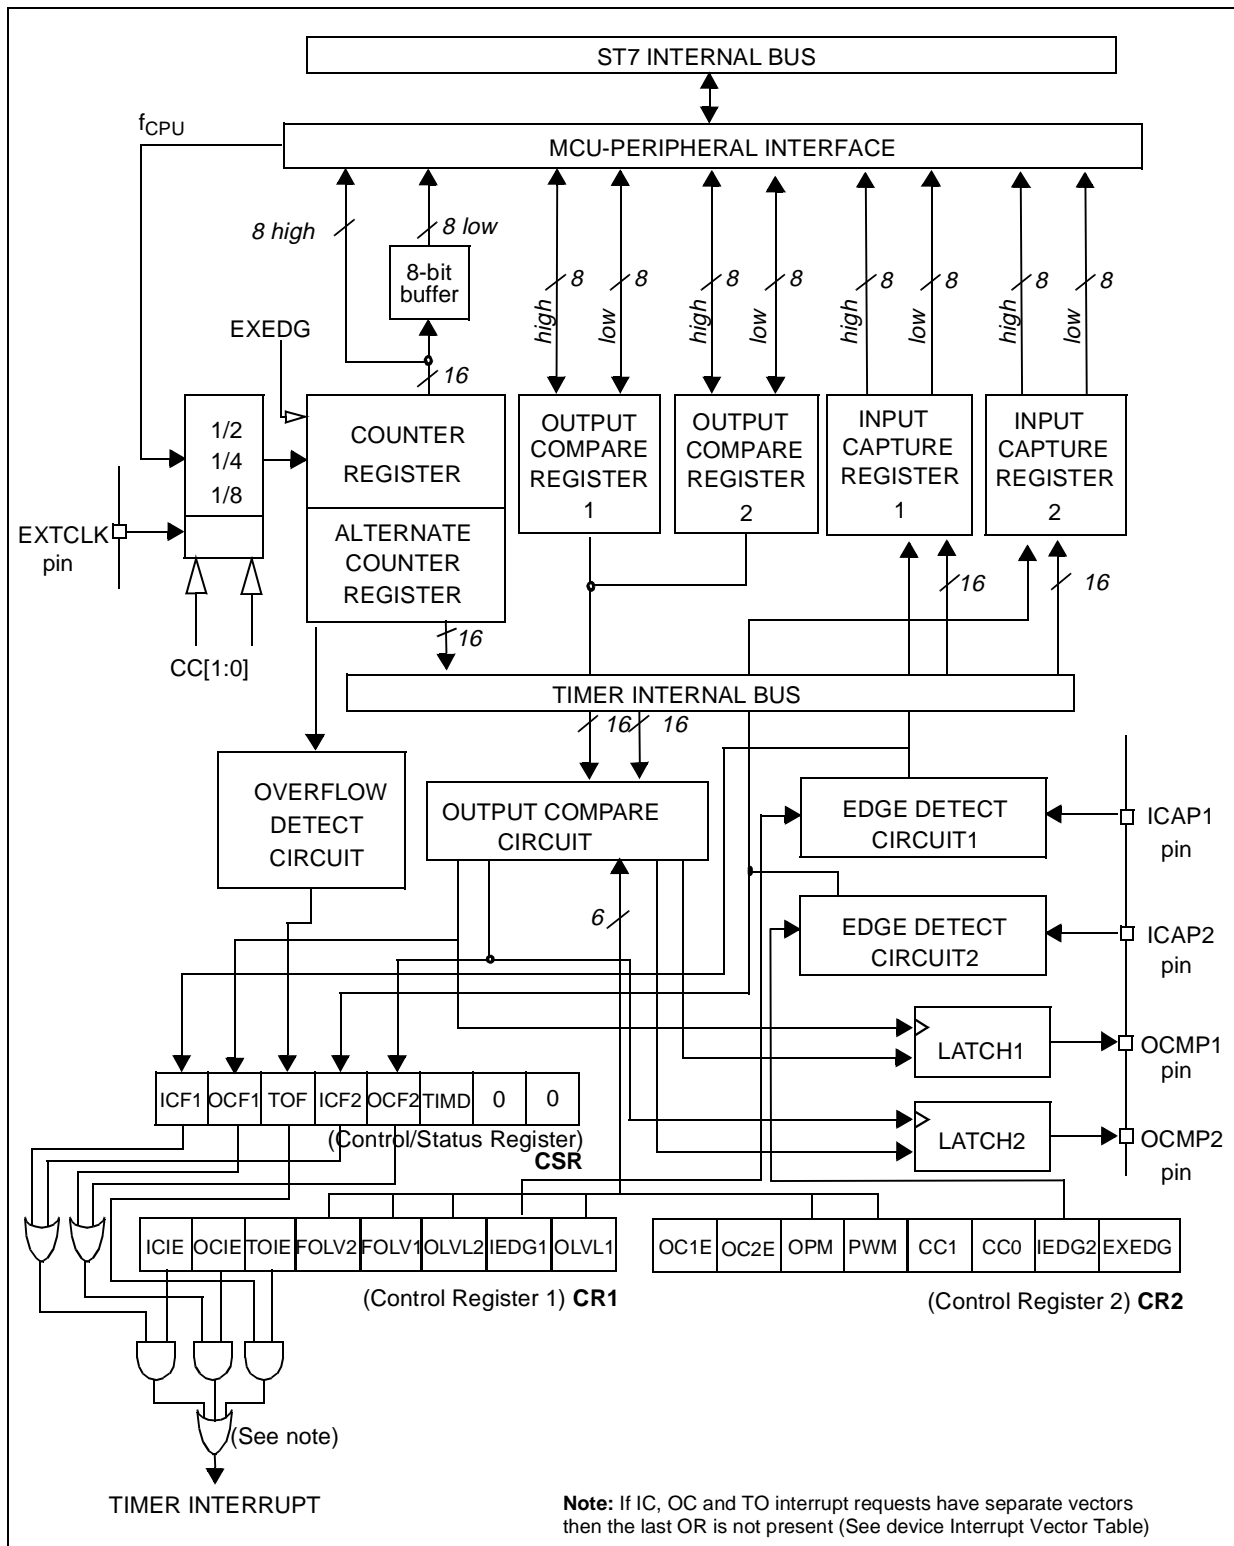 ST7 INTERNAL BUS
fCPU
MCU-PERIPHERAL INTERFACE
8 high
8 low
8-bit
buffer
high
8
low
8
high
8
low
8
high
8
low
8
high
8
low
8
EXEDG
16
1/2
1/4
1/8
COUNTER
REGISTER
ALTERNATE
COUNTER
REGISTER
OUTPUT
COMPARE
REGISTER
1
OUTPUT
COMPARE
REGISTER
2
INPUT
CAPTURE
REGISTER
1
INPUT
CAPTURE
REGISTER
2
EXTCLK
pin
16
16
16
CC[1:0]
TIMER INTERNAL BUS
16
16
OVERFLOW
DETECT
CIRCUIT
OUTPUT COMPARE
CIRCUIT
EDGE DETECT
CIRCUIT1
ICAP1
pin
6
EDGE DETECT
CIRCUIT2
ICAP2
pin
LATCH1
OCMP1
pin
LATCH2
OCMP2
pin
ICF1 OCF1 TOF ICF2 OCF2 TIMD 0 0
(Control/Status Register)
CSR
ICIE OCIE TOIE FOLV2 FOLV1 OLVL2 IEDG1 OLVL1
(Control Register 1) CR1
OC1E OC2E OPM PWM CC1 CC0 IEDG2 EXEDG
(Control Register 2) CR2
(See note)
TIMER INTERRUPT
Note: If IC, OC and TO interrupt requests have separate vectors
then the last OR is not present (See device Interrupt Vector Table)